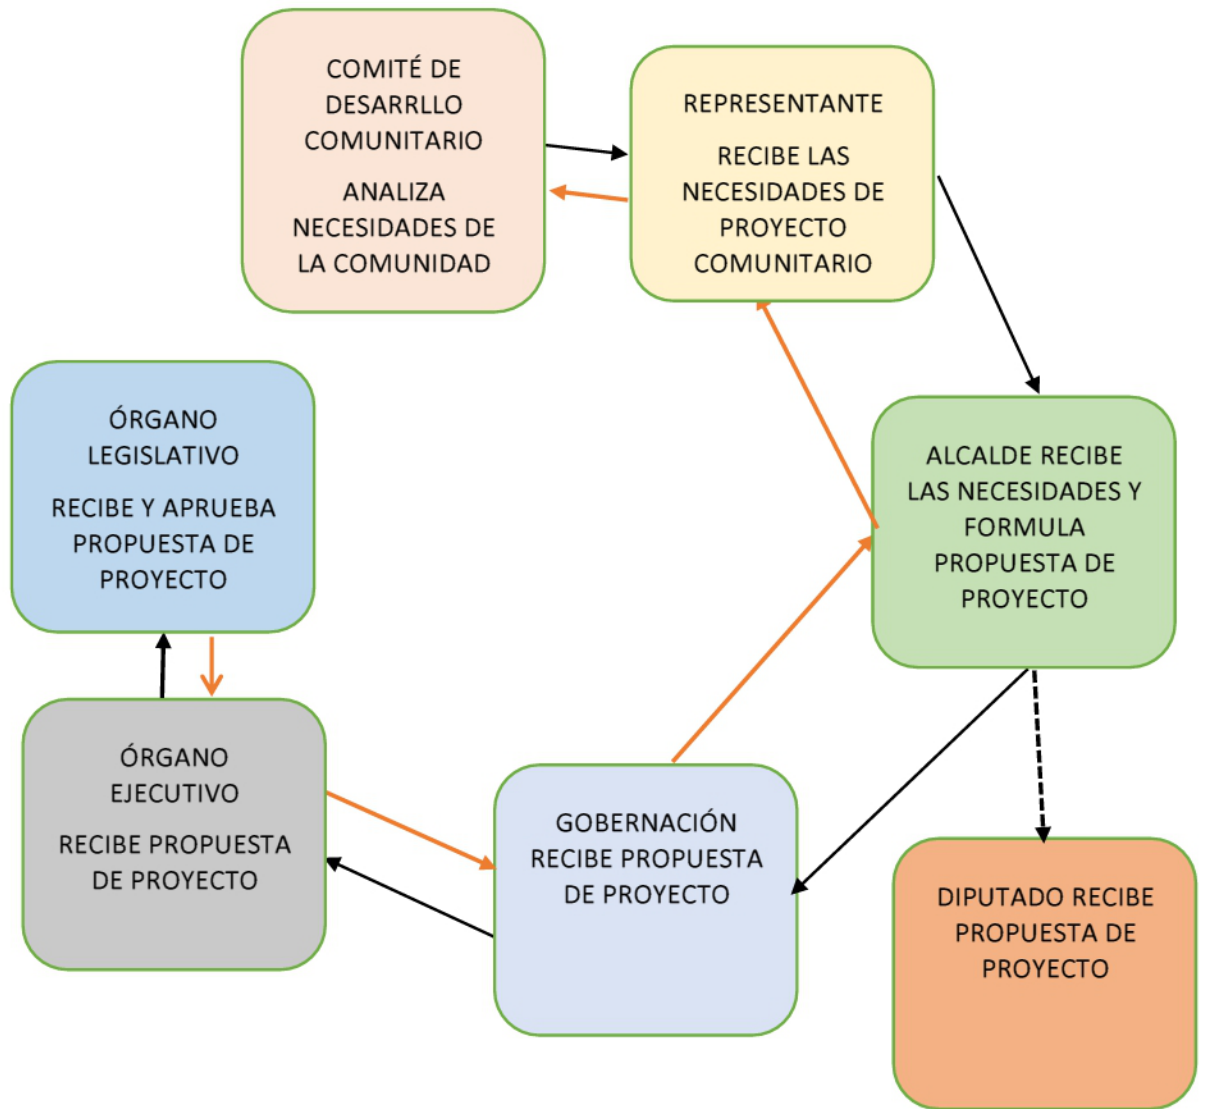 COMITÉ DE
DESARRLLO
COMUNITARIO
ANALIZA
NECESIDADES DE
LA COMUNIDAD
REPRESENTANTE
RECIBE LAS
NECESIDADES DE
PROYECTO
COMUNITARIO
ALCALDE RECIBE
LAS NECESIDADES Y
FORMULA
PROPUESTA DE
PROYECTO
ÓRGANO
LEGISLATIVO
RECIBE Y APRUEBA
PROPUESTA DE
PROYECTO
ÓRGANO
EJECUTIVO
RECIBE PROPUESTA
DE PROYECTO
GOBERNACIÓN
RECIBE PROPUESTA
DE PROYECTO
DIPUTADO RECIBE
PROPUESTA DE
PROYECTO